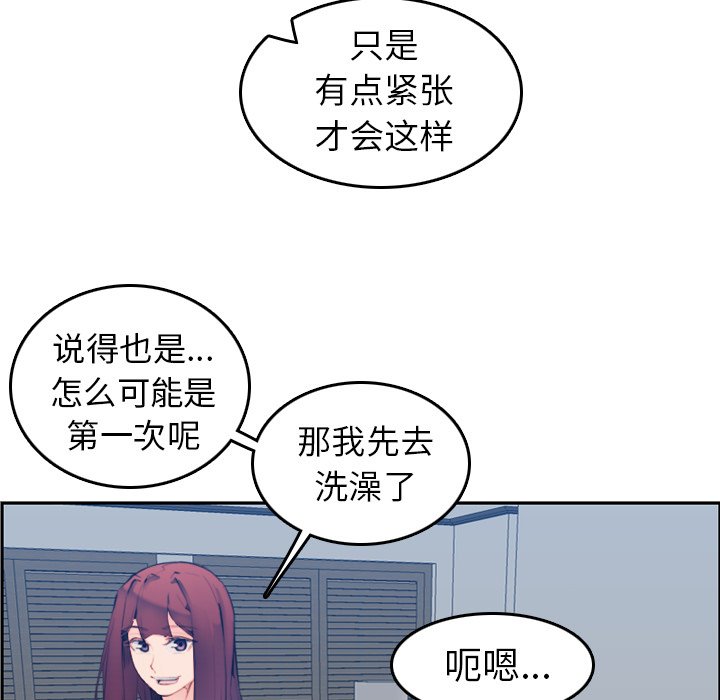 只是
有点紧张
才会这样
说得也是...
怎么可能是
第一次呢
那我先去
洗澡了
呃嗯...